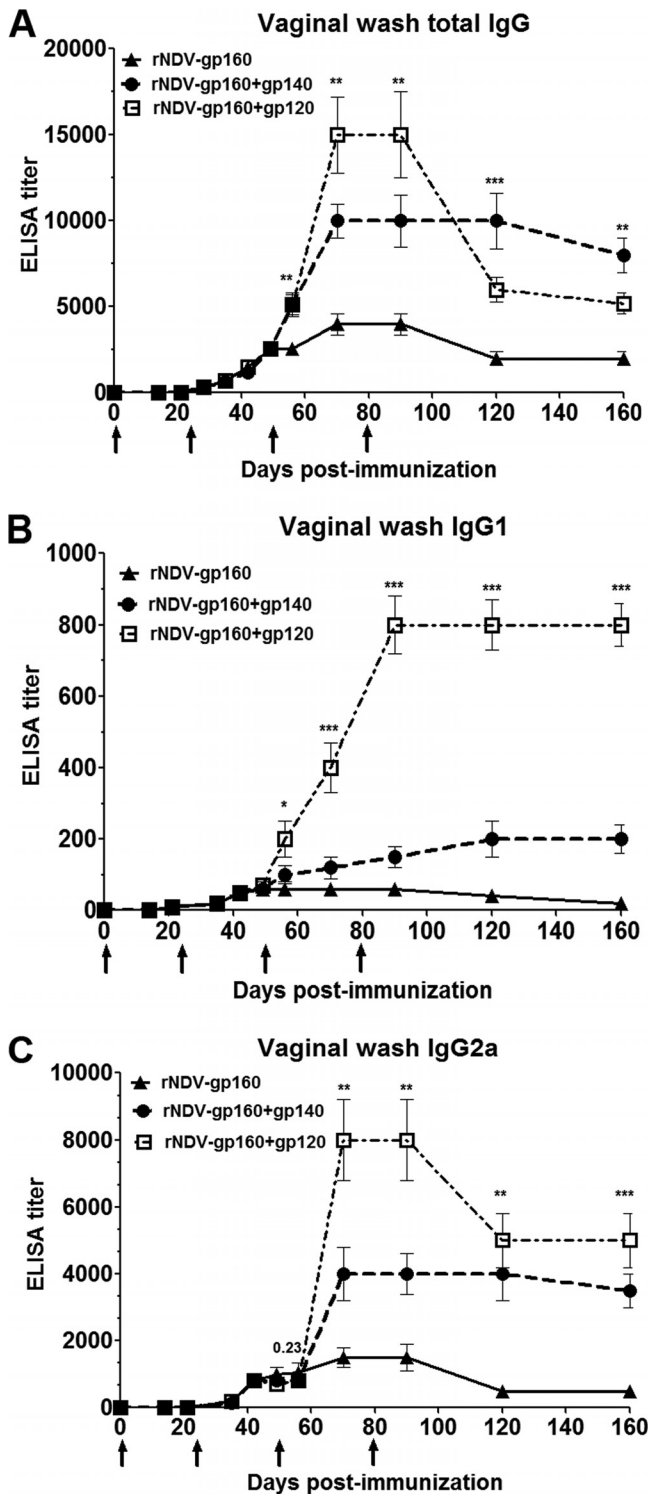 A
Vaginal wash total IgG
20000
rNDV-gp160
rNDV-gp160+gp140
rNDV-gp160+gp120
** **
15000
***
10000
**
**
5000
0
0 20 40 60 80 100 120 140 160
Days post-immunization
ELISA titer
B
Vaginal wash IgG1
1000
rNDV-gp160
rNDV-gp160+gp140
rNDV-gp160+gp120
*** *** ***
800
600
***
400
*
200
0
0 20 40 60 80 100 120 140 160
Days post-immunization
ELISA titer
C
Vaginal wash IgG2a
10000
rNDV-gp160
rNDV-gp160+gp140
rNDV-gp160+gp120
** **
8000
6000
** ***
4000
2000
0.23
0
0 20 40 60 80 100 120 140 160
Days post-immunization
ELISA titer